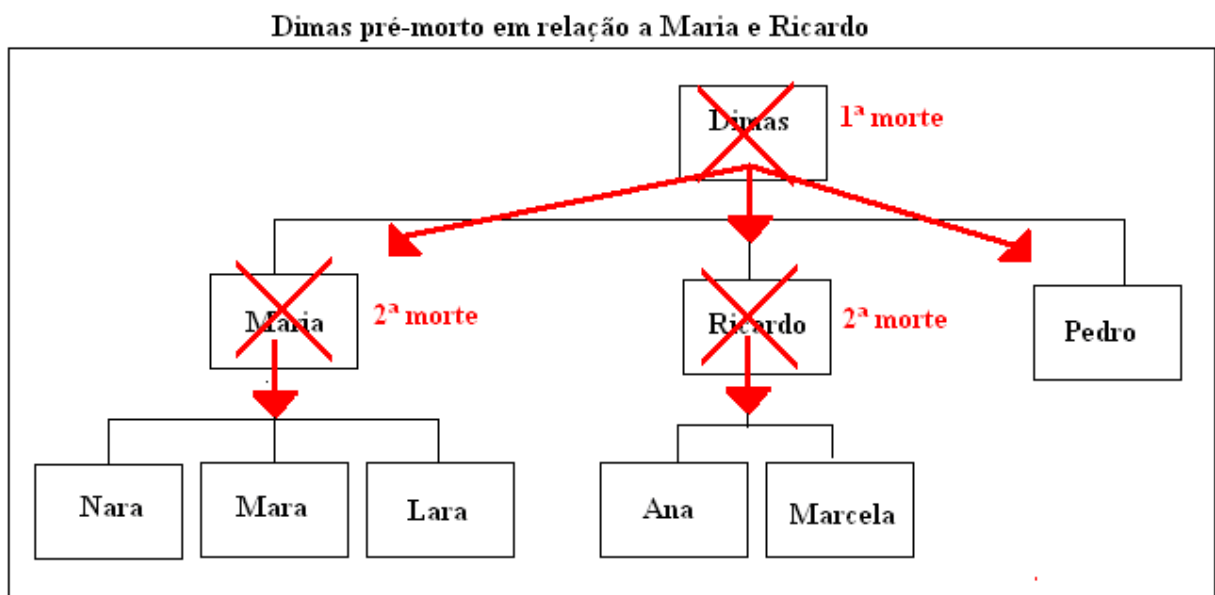 Dimas pré-morto em relação a Maria e Ricardo
Dimas
1ª morte
Maria
2ª morte
Ricardo
2ª morte
Pedro
Nara
Mara
Lara
Ana
Marcela